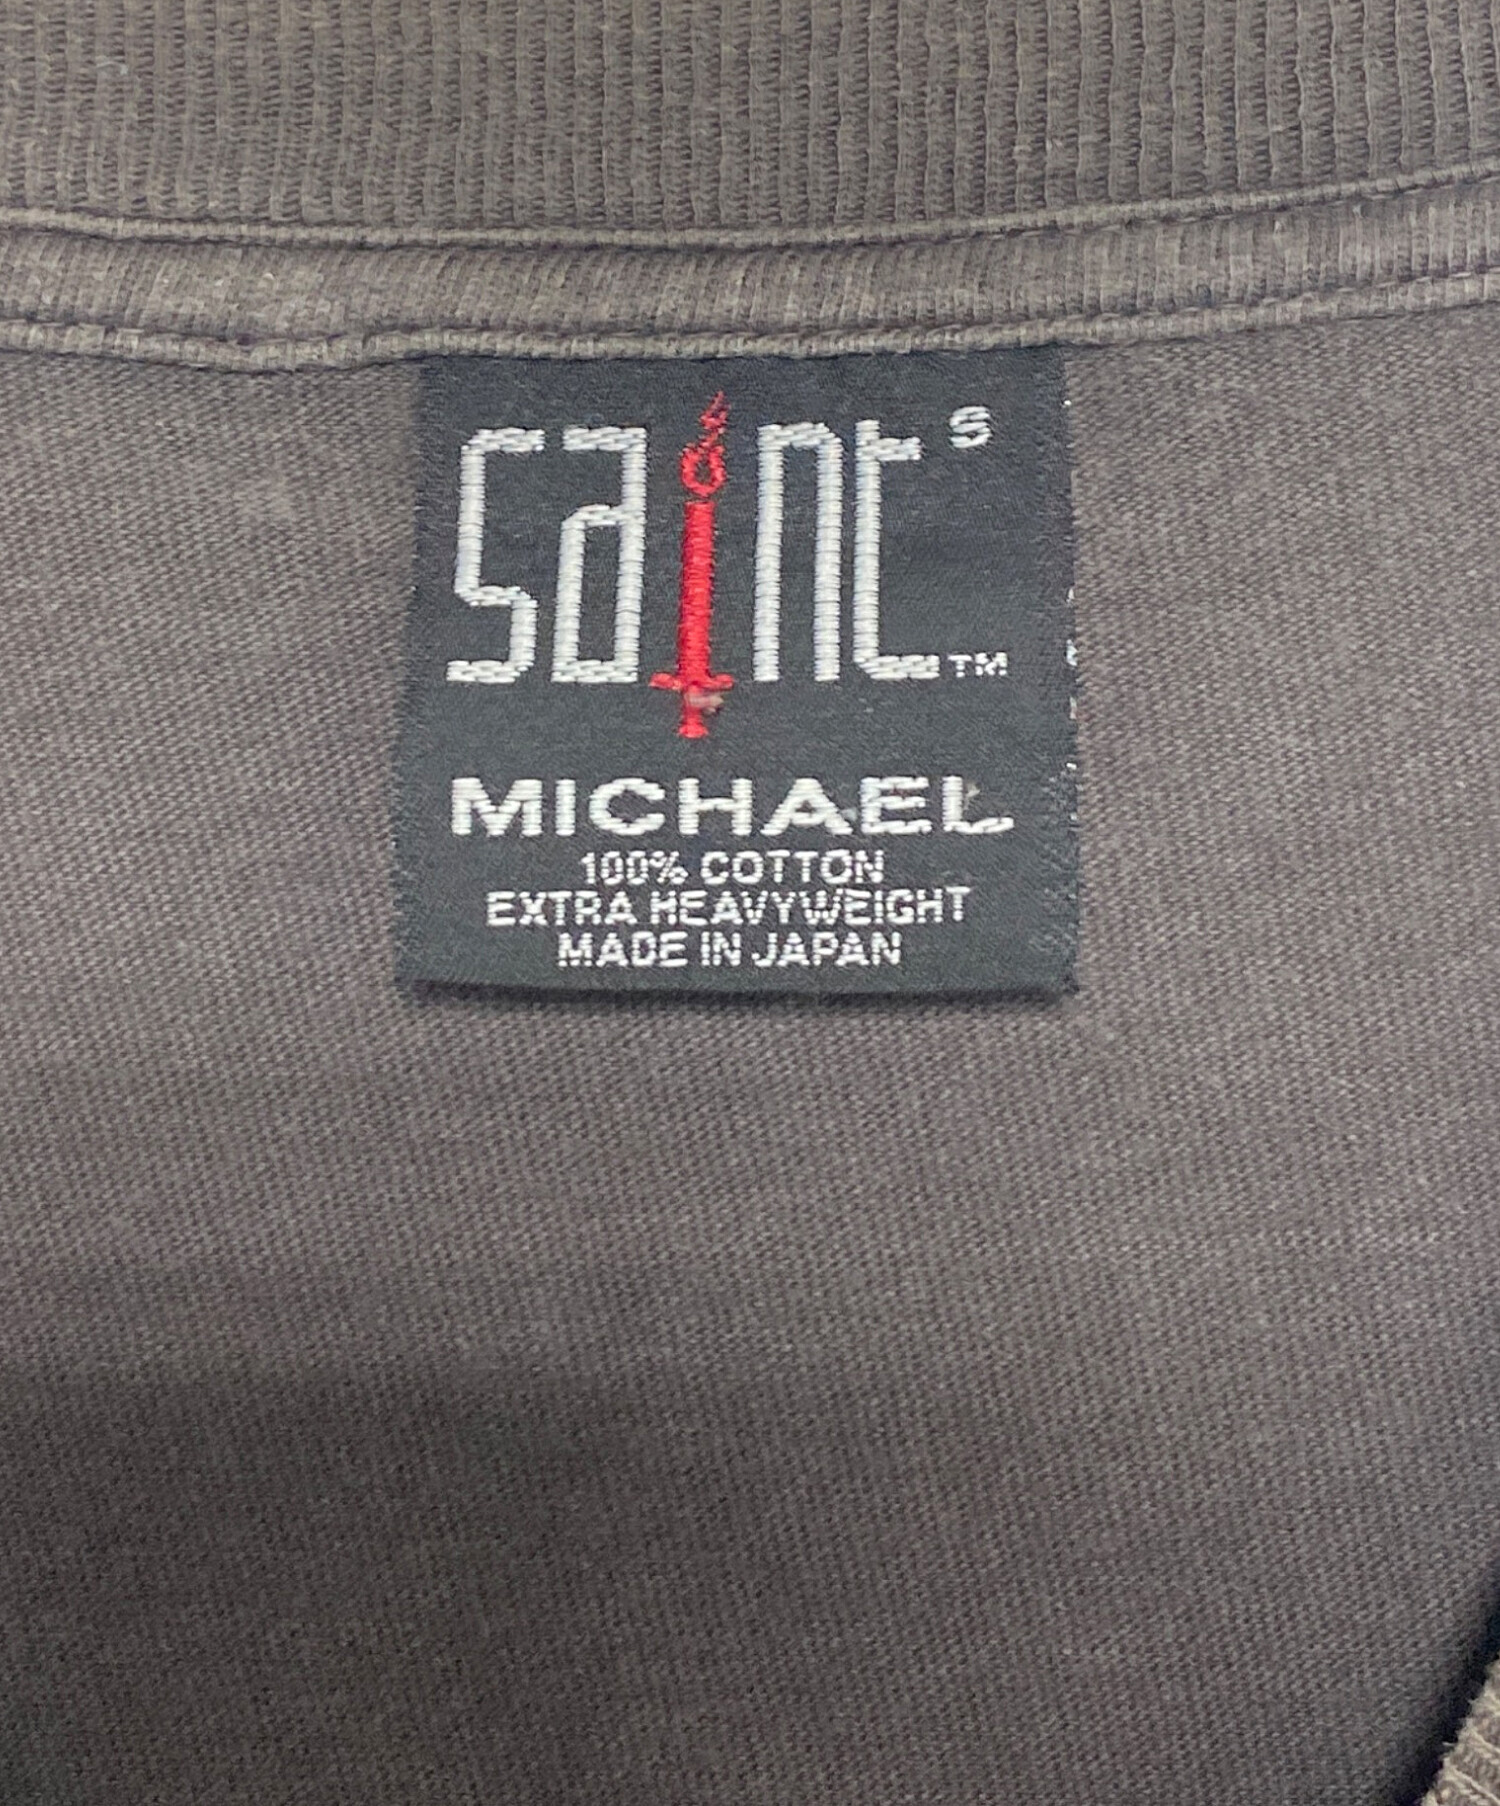 saint S
TM
MICHAEL
100% COTTON
EXTRA HEAVYWEIGHT
MADE IN JAPAN